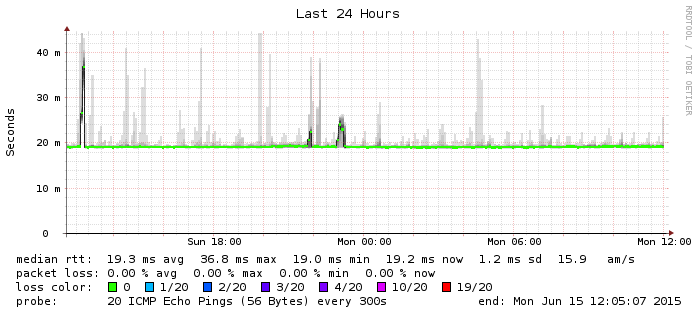 Last 24 Hours
RRDTOOL / TOBI OETIKER
Seconds
40 m
30 m
20 m
10 m
0
Sun 18:00 Mon 00:00 Mon 06:00 Mon 12:00
median rtt: 19.3 ms avg 36.8 ms max 19.0 ms min 19.2 ms now 1.2 ms sd 15.9 am/s
packet loss: 0.00 % avg 0.00 % max 0.00 % min 0.00 % now
loss color: 0 1/20 2/20 3/20 4/20 10/20 19/20
probe: 20 ICMP Echo Pings (56 Bytes) every 300s end: Mon Jun 15 12:05:07 2015